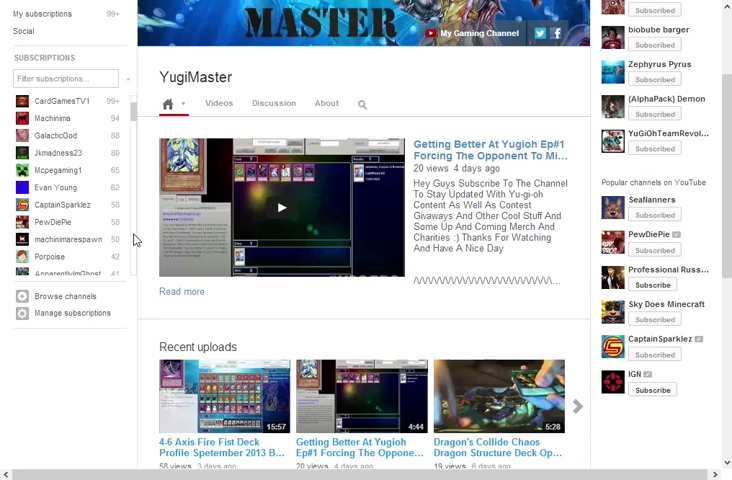 My subscriptions 99+
Social
SUBSCRIPTIONS
Filter subscriptions...
CardGamesTV1 99+
Machinima 94
GalacticGod 88
Jkmadness23 80
Mcpegaming1 65
Evan Young 62
CaptainSparklez 58
PewDiePie 58
machinimarespawn 50
Porpoise 42
ApparentlyImGhost 41
Browse channels
Manage subscriptions
MASTER
My Gaming Channel
YugiMaster
Videos Discussion About
Getting Better At Yugioh Ep#1
Forcing The Opponent To Mi...
20 views 4 days ago
Hey Guys Subscribe To The Channel
To Stay Updated With Yu-gi-oh
Content As Well As Contest
Givaways And Other Cool Stuff And
Some Up and Coming Merch And
Charities :) Thanks For Watching
And Have A Nice Day
Read more
Recent uploads
15:57
4-6 Axis Fire Fist Deck
Profile Spetember 2013 B...
58 views 3 days ago
4:44
Getting Better At Yugioh
Ep#1 Forcing The Oppone...
20 views 4 days ago
5:28
Dragon's Collide Chaos
Dragon Structure Deck Op...
19 views 6 days ago
Subscribed
biobube barger
Subscribed
Zephyrus Pyrus
Subscribed
(AlphaPack) Demon
Subscribed
YuGiOhTeamRevol...
Subscribed
Popular channels on YouTube
SeaNanners
Subscribed
PewDiePie
Subscribed
Professional Russ...
Subscribe
Sky Does Minecraft
Subscribed
CaptainSparklez
Subscribed
IGN
Subscribe